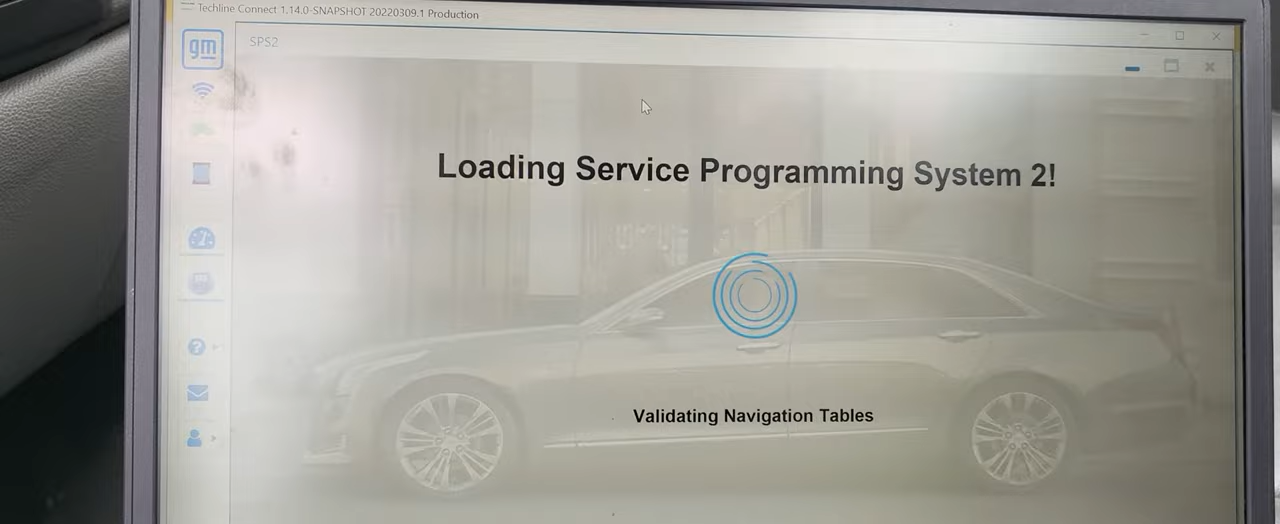 Techline Connect 1.14.0-SNAPSHOT 20220309.1 Production
gm
SPS2
Loading Service Programming System 2!
Validating Navigation Tables